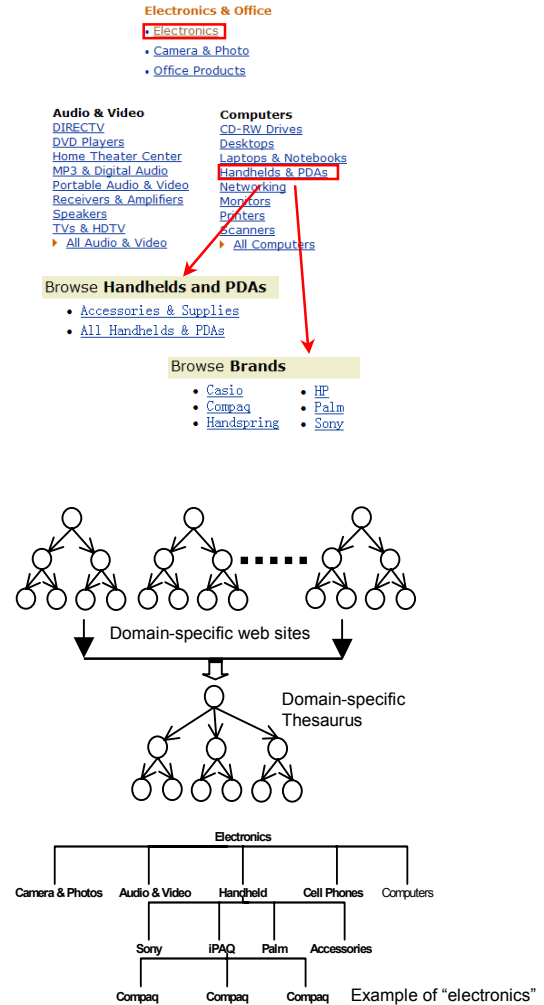 Electronics & Office
• Electronics
• Camera & Photo
• Office Products
Audio & Video
DIRECTV
DVD Players
Home Theater Center
MP3 & Digital Audio
Portable Audio & Video
Receivers & Amplifiers
Speakers
TVs & HDTV
All Audio & Video
Computers
CD-RW Drives
Desktops
Laptops & Notebooks
Handhelds & PDAs
Networking
Monitors
Printers
Scanners
All Computers
Browse Handhelds and PDAs
• Accessories & Supplies
• All Handhelds & PDAs
Browse Brands
• Casio
• Compaq
• Handspring
• HP
• Palm
• Sony
Domain-specific web sites
Domain-specific
Thesaurus
Electronics
Camera & Photos Audio & Video Handheld Cell Phones Computers
Sony iPAQ Palm Accessories
Compaq Compaq Compaq Example of "electronics"